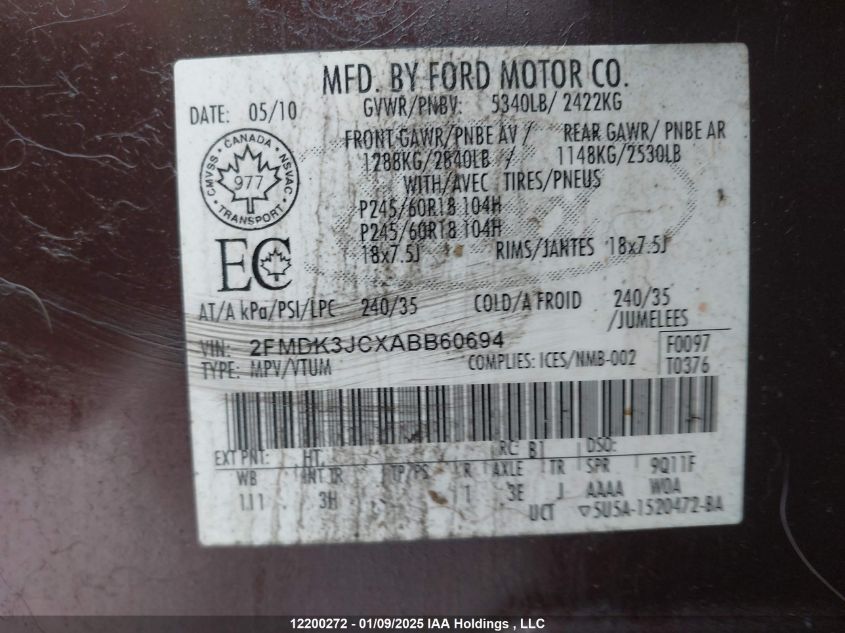 MFD. BY FORD MOTOR CO.
DATE: 05/10 GVWR/PNBV: 5340LB/ 2422KG
FRONT GAWR/PNBE AV / REAR GAWR/ PNBE AR
1288KG/2840LB / 1148KG/2530LB
WITH/AVEC TIRES/PNEUS
P245/60R18 104H
P245/60R18 104H
18x7.5J RIMS/JANTES 18x7.5J
CANADA
CMVSS NSVAC
977
TRANSPORT
EC
AT/A kPa/PSI/LPC 240/35 COLD/A FROID 240/35
/JUMELEES
VIN: 2FMDK3JCXABB60694 F0097
TYPE: MPV/VTUM COMPLIES: ICES/NMB-002 T0376
EXT PNT: HT RC: B1 DSO:
WB INT TR TP/PS R AXLE TR SPR 9Q11F
111 3H 1 3E J AAAA WOA
UCT ▽5U5A-1520472-BA
12200272 - 01/09/2025 IAA Holdings , LLC